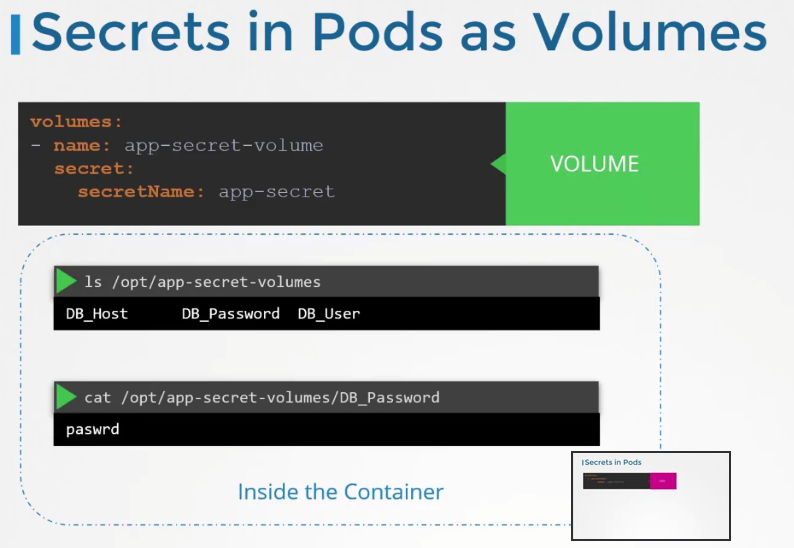 Secrets in Pods as Volumes
volumes:
- name: app-secret-volume
secret:
secretName: app-secret
VOLUME
ls /opt/app-secret-volumes
DB_Host DB_Password DB_User
cat /opt/app-secret-volumes/DB_Password
paswrd
Inside the Container
Secrets in Pods